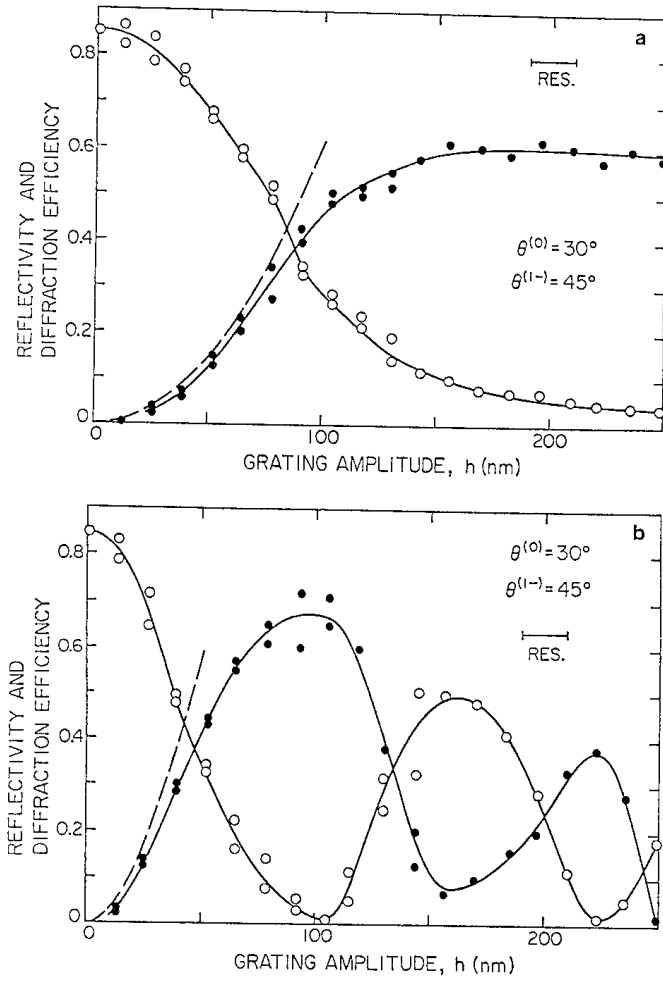 a
REFLECTIVITY AND
DIFFRACTION EFFICIENCY
0.8
0.6
0.4
0.2
0
RES.
θ(0)=30°
θ(1-)=45°
0
100
200
GRATING AMPLITUDE, h (nm)
b
REFLECTIVITY AND
DIFFRACTION EFFICIENCY
0.8
0.6
0.4
0.2
0
θ(0)=30°
θ(1-)=45°
RES.
0
100
200
GRATING AMPLITUDE, h (nm)